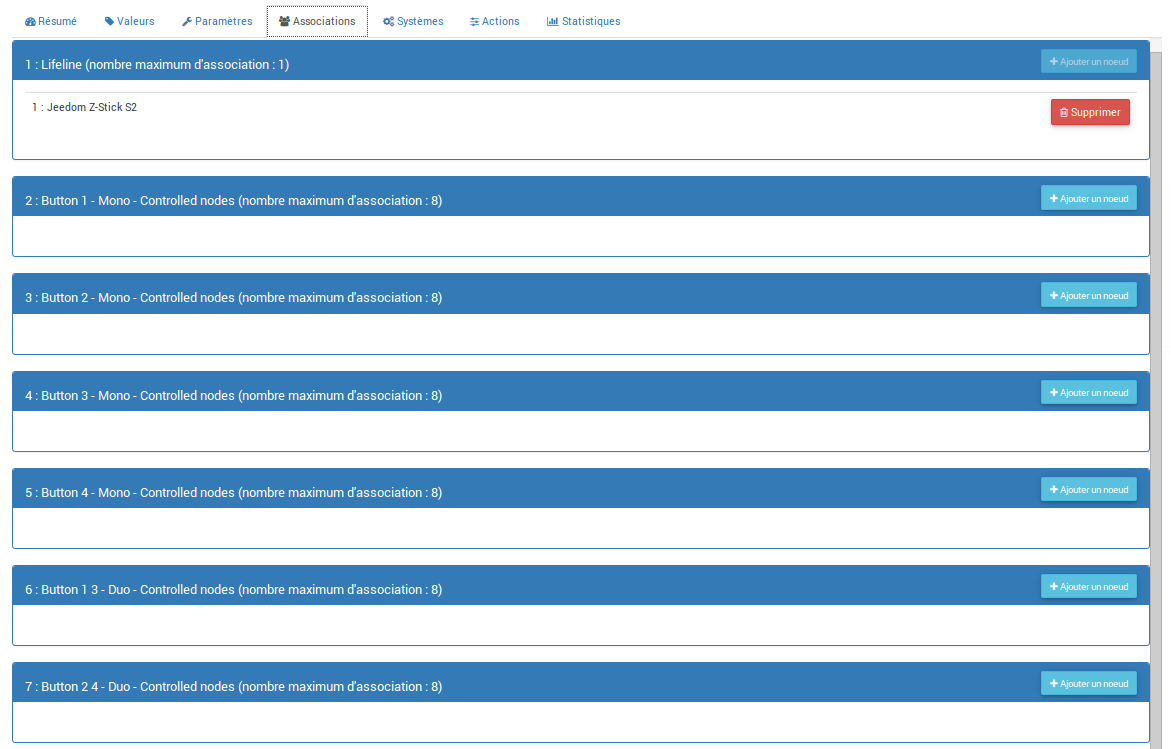 Résumé Valeurs Paramètres Associations Systèmes Actions Statistiques
1 : Lifeline (nombre maximum d'association : 1) Ajouter un noeud
1 : Jeedom Z-Stick S2 Supprimer
2 : Button 1 - Mono - Controlled nodes (nombre maximum d'association : 8) Ajouter un noeud
3 : Button 2 - Mono - Controlled nodes (nombre maximum d'association : 8) Ajouter un noeud
4 : Button 3 - Mono - Controlled nodes (nombre maximum d'association : 8) Ajouter un noeud
5 : Button 4 - Mono - Controlled nodes (nombre maximum d'association : 8) Ajouter un noeud
6 : Button 1 3 - Duo - Controlled nodes (nombre maximum d'association : 8) Ajouter un noeud
7 : Button 2 4 - Duo - Controlled nodes (nombre maximum d'association : 8) Ajouter un noeud